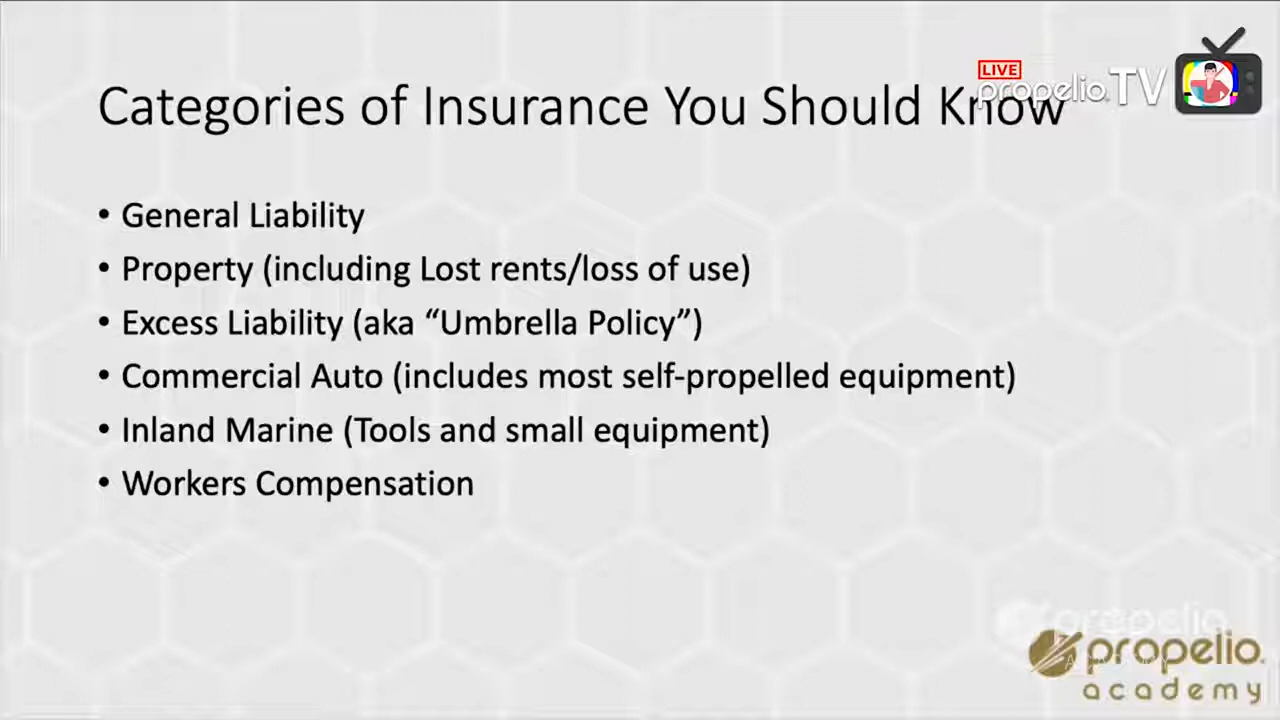 LIVE
propelio.TV
Categories of Insurance You Should Know
• General Liability
• Property (including Lost rents/loss of use)
• Excess Liability (aka “Umbrella Policy”)
• Commercial Auto (includes most self-propelled equipment)
• Inland Marine (Tools and small equipment)
• Workers Compensation
propelio
propelio.
ACADEMY
academy